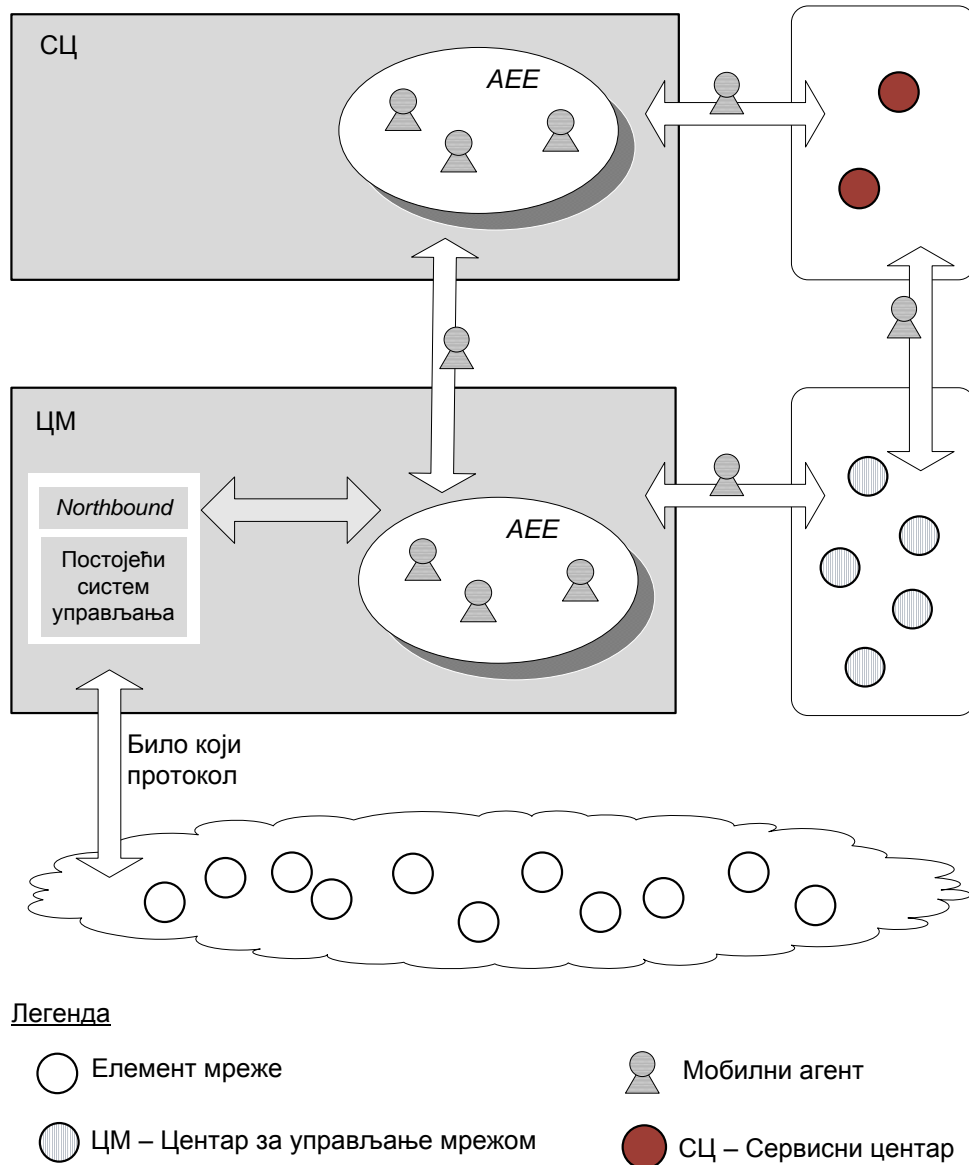 СЦ
AEE
ЦМ
Northbound
Постојећи
систем
управљања
AEE
Било који
протокол
Легенда
Елемент мреже
Мобилни агент
ЦМ – Центар за управљање мрежом
СЦ – Сервисни центар